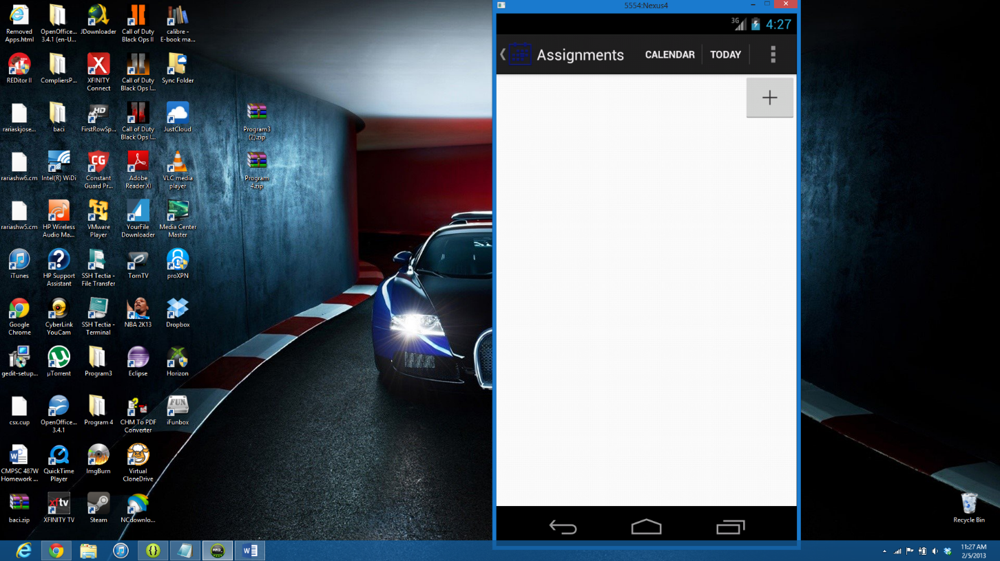 Removed
Apps.html
OpenOffice...
3.4.1 (en-U...
JDownloader
Call of Duty
Black Ops II
calibre -
E-book ma...
REDitor II
CompliersP...
XFINITY
Connect
Call of Duty
Black Ops I...
Sync Folder
rariaskjose...
baci
FirstRowSp...
Call of Duty
Black Ops I...
JustCloud
rariashw6.cm
Intel(R) WiDi
Constant
Guard Pr...
Adobe
Reader XI
VLC media
player
rariashw5.cm
HP Wireless
Audio Ma...
VMware
Player
YourFile
Downloader
Media Center
Master
iTunes
HP Support
Assistant
SSH Tectia -
File Transfer
TornTV
proXPN
Google
Chrome
CyberLink
YouCam
SSH Tectia -
Terminal
NBA 2K13
Dropbox
gedit-setup...
µTorrent
Program3
Eclipse
Horizon
csx.cup
OpenOffice...
3.4.1
Program 4
CHM To PDF
Converter
iFunbox
CMPSC 487W
Homework ...
QuickTime
Player
ImgBurn
Virtual
CloneDrive
baci.zip
XFINITY TV
Steam
NCdownlo...
Program3
(2).zip
Program
4.zip
HD
CG
FUN
xftv
5554:Nexus4
3G
4:27
Assignments
CALENDAR
TODAY
+
Recycle Bin
11:27 AM
2/5/2013